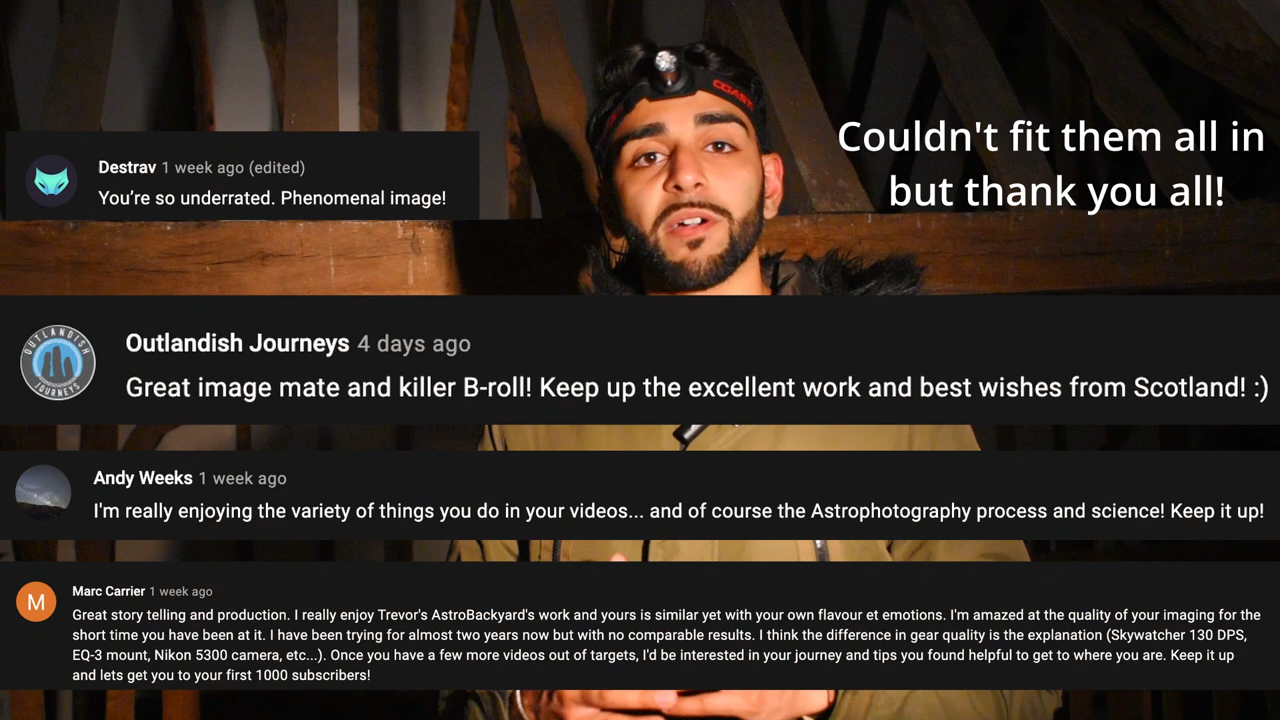 COAST
Couldn't fit them all in
but thank you all!
Destrav 1 week ago (edited)
You're so underrated. Phenomenal image!
OUTLANDISH
JOURNEYS
Outlandish Journeys 4 days ago
Great image mate and killer B-roll! Keep up the excellent work and best wishes from Scotland! :)
Andy Weeks 1 week ago
I'm really enjoying the variety of things you do in your videos... and of course the Astrophotography process and science! Keep it up!
M
Marc Carrier 1 week ago
Great story telling and production. I really enjoy Trevor's AstroBackyard's work and yours is similar yet with your own flavour et emotions. I'm amazed at the quality of your imaging for the
short time you have been at it. I have been trying for almost two years now but with no comparable results. I think the difference in gear quality is the explanation (Skywatcher 130 DPS,
EQ-3 mount, Nikon 5300 camera, etc...). Once you have a few more videos out of targets, I'd be interested in your journey and tips you found helpful to get to where you are. Keep it up
and lets get you to your first 1000 subscribers!